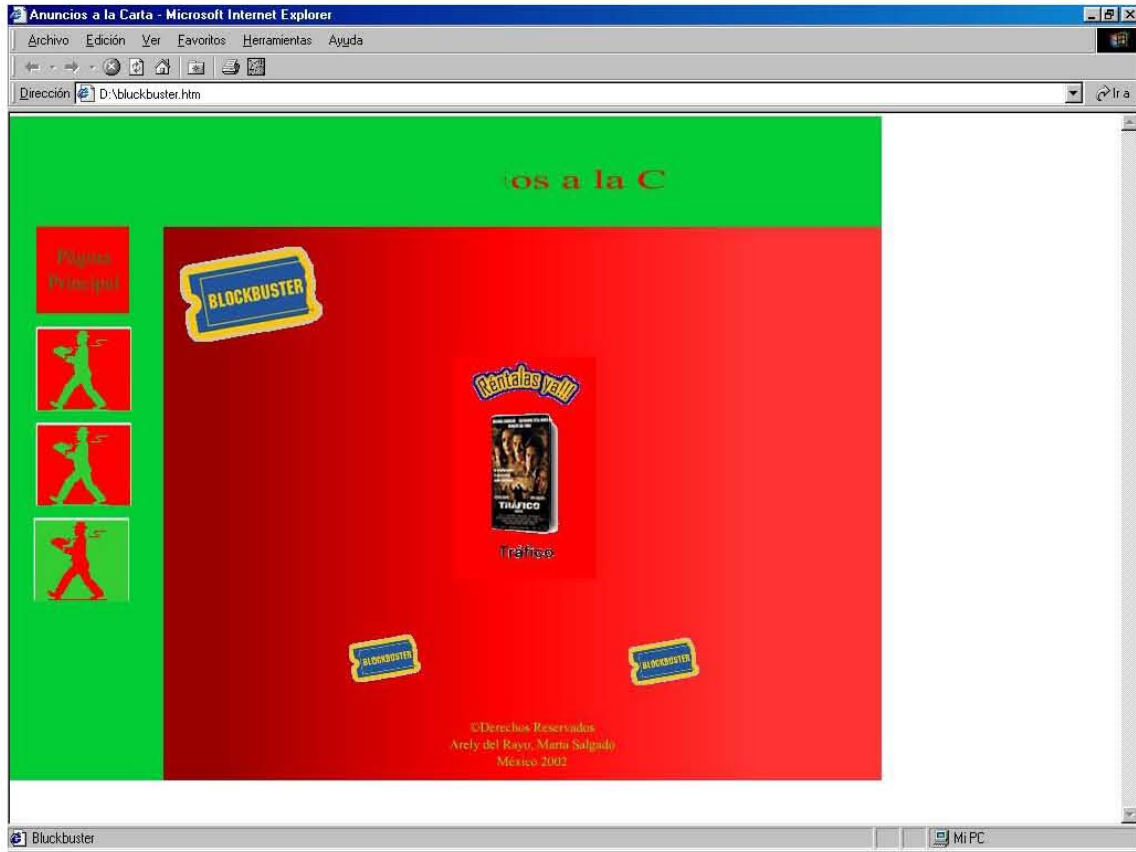 Anuncios a la Carta - Microsoft Internet Explorer
Archivo Edición Ver Favoritos Herramientas Ayuda
Dirección D:\bluckbuster.htm Ir a
os a la C
Página
Principal
BLOCKBUSTER
Réntalas ya!!!
TRÁFICO
Tráfico
BLOCKBUSTER BLOCKBUSTER
©Derechos Reservados
Arely del Rayo, Marta Salgado
México 2002
Bluckbuster Mi PC